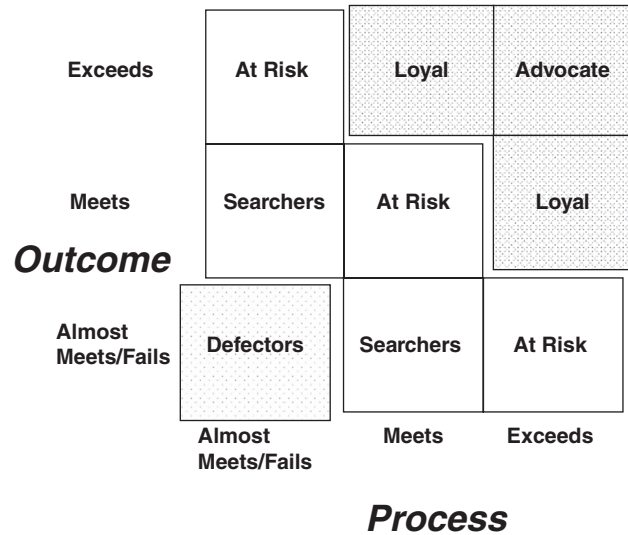 Exceeds At Risk Loyal Advocate
Meets Searchers At Risk Loyal
Outcome
Almost
Meets/Fails Defectors Searchers At Risk
Almost
Meets/Fails Meets Exceeds
Process